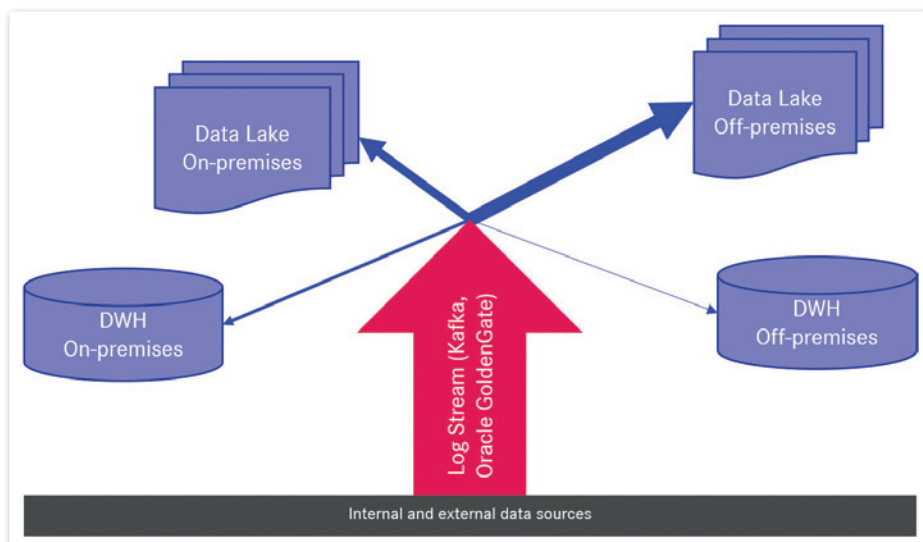 Data Lake
On-premises
Data Lake
Off-premises
DWH
On-premises
DWH
Off-premises
Log Stream (Kafka,
Oracle GoldenGate)
Internal and external data sources